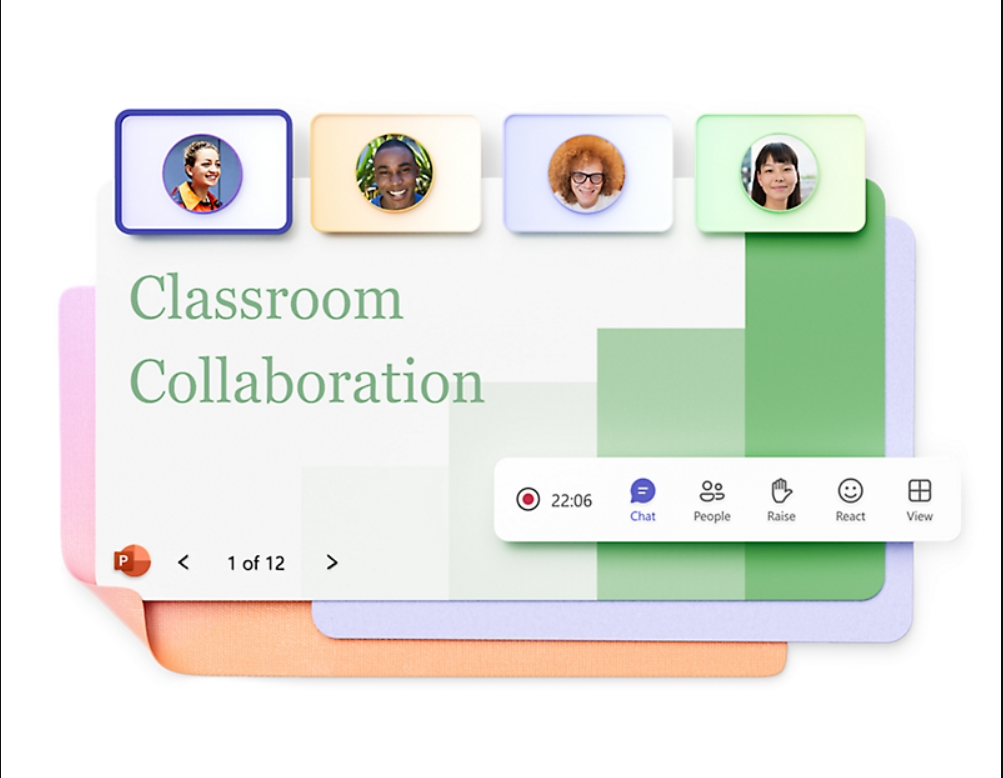 Classroom
Collaboration
22:06
Chat People Raise React View
P 1 of 12